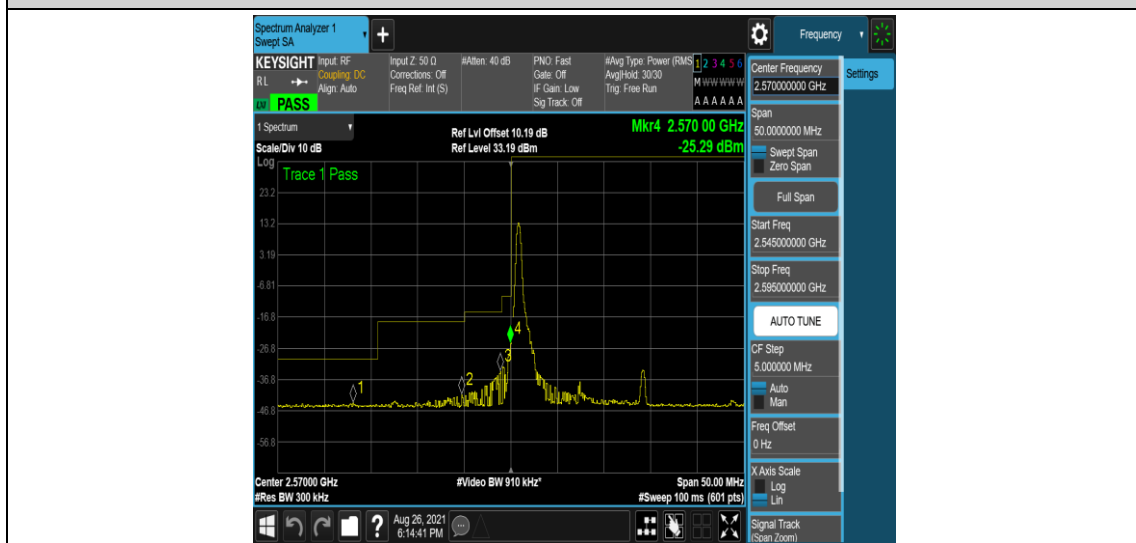 Spectrum Analyzer 1
Swept SA
Frequency
KEYSIGHT
Input: RF
Coupling: DC
Align: Auto
Input Z: 50 Ω
Corrections: Off
Freq Ref: Int (S)
#Atten: 40 dB
PNO: Fast
Gate: Off
IF Gain: Low
Sig Track: Off
#Avg Type: Power (RMS
Avg|Hold: 30/30
Trig: Free Run
1 2 3 4 5 6
M W W W W W
A A A A A A
RL
PASS
1 Spectrum
Scale/Div 10 dB
Ref Lvl Offset 10.19 dB
Ref Level 33.19 dBm
Mkr4 2.570 00 GHz
-25.29 dBm
Log
Trace 1 Pass
23.2
13.2
3.19
-6.81
-16.8
-26.8
-36.8
-46.8
-56.8
1
2
3
4
Center 2.57000 GHz
#Res BW 300 kHz
#Video BW 910 kHz*
Span 50.00 MHz
#Sweep 100 ms (601 pts)
?
Aug 26, 2021
6:14:41 PM
Center Frequency
2.570000000 GHz
Settings
Span
50.0000000 MHz
Swept Span
Zero Span
Full Span
Start Freq
2.545000000 GHz
Stop Freq
2.595000000 GHz
AUTO TUNE
CF Step
5.000000 MHz
Auto
Man
Freq Offset
0 Hz
X Axis Scale
Log
Lin
Signal Track
(Span Zoom)